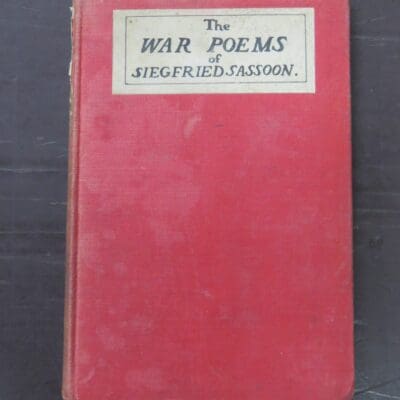 The
WAR POEMS
of
SIEGFRIED SASSOON.